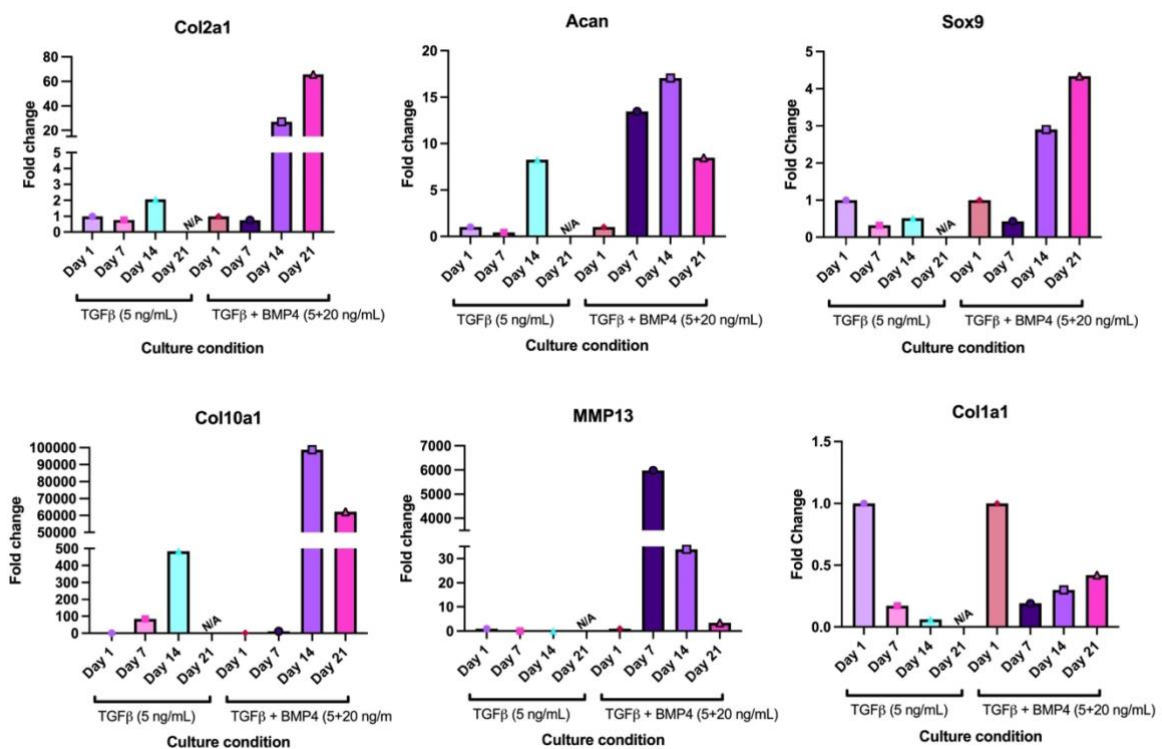 Col2a1
Fold change
80
60
40
20
5
4
3
2
1
0
N/A
Day 1
Day 7
Day 14
Day 21
Day 1
Day 7
Day 14
Day 21
TGFβ (5 ng/mL)
TGFβ + BMP4 (5+20 ng/mL)
Culture condition
Acan
Fold change
20
15
10
5
0
N/A
Day 1
Day 7
Day 14
Day 21
Day 1
Day 7
Day 14
Day 21
TGFβ (5 ng/mL)
TGFβ + BMP4 (5+20 ng/mL)
Culture condition
Sox9
Fold Change
5
4
3
2
1
0
N/A
Day 1
Day 7
Day 14
Day 21
Day 1
Day 7
Day 14
Day 21
TGFβ (5 ng/mL)
TGFβ + BMP4 (5+20 ng/mL)
Culture condition
Col10a1
Fold change
100000
90000
80000
70000
60000
50000
500
400
300
200
100
0
N/A
Day 1
Day 7
Day 14
Day 21
Day 1
Day 7
Day 14
Day 21
TGFβ (5 ng/mL)
TGFβ + BMP4 (5+20 ng/m
Culture condition
MMP13
Fold change
7000
6000
5000
4000
30
20
10
0
N/A
Day 1
Day 7
Day 14
Day 21
Day 1
Day 7
Day 14
Day 21
TGFβ (5 ng/mL)
TGFβ + BMP4 (5+20 ng/mL)
Culture condition
Col1a1
Fold Change
1.5
1.0
0.5
0.0
N/A
Day 1
Day 7
Day 14
Day 21
Day 1
Day 7
Day 14
Day 21
TGFβ (5 ng/mL)
TGFβ + BMP4 (5+20 ng/mL)
Culture condition